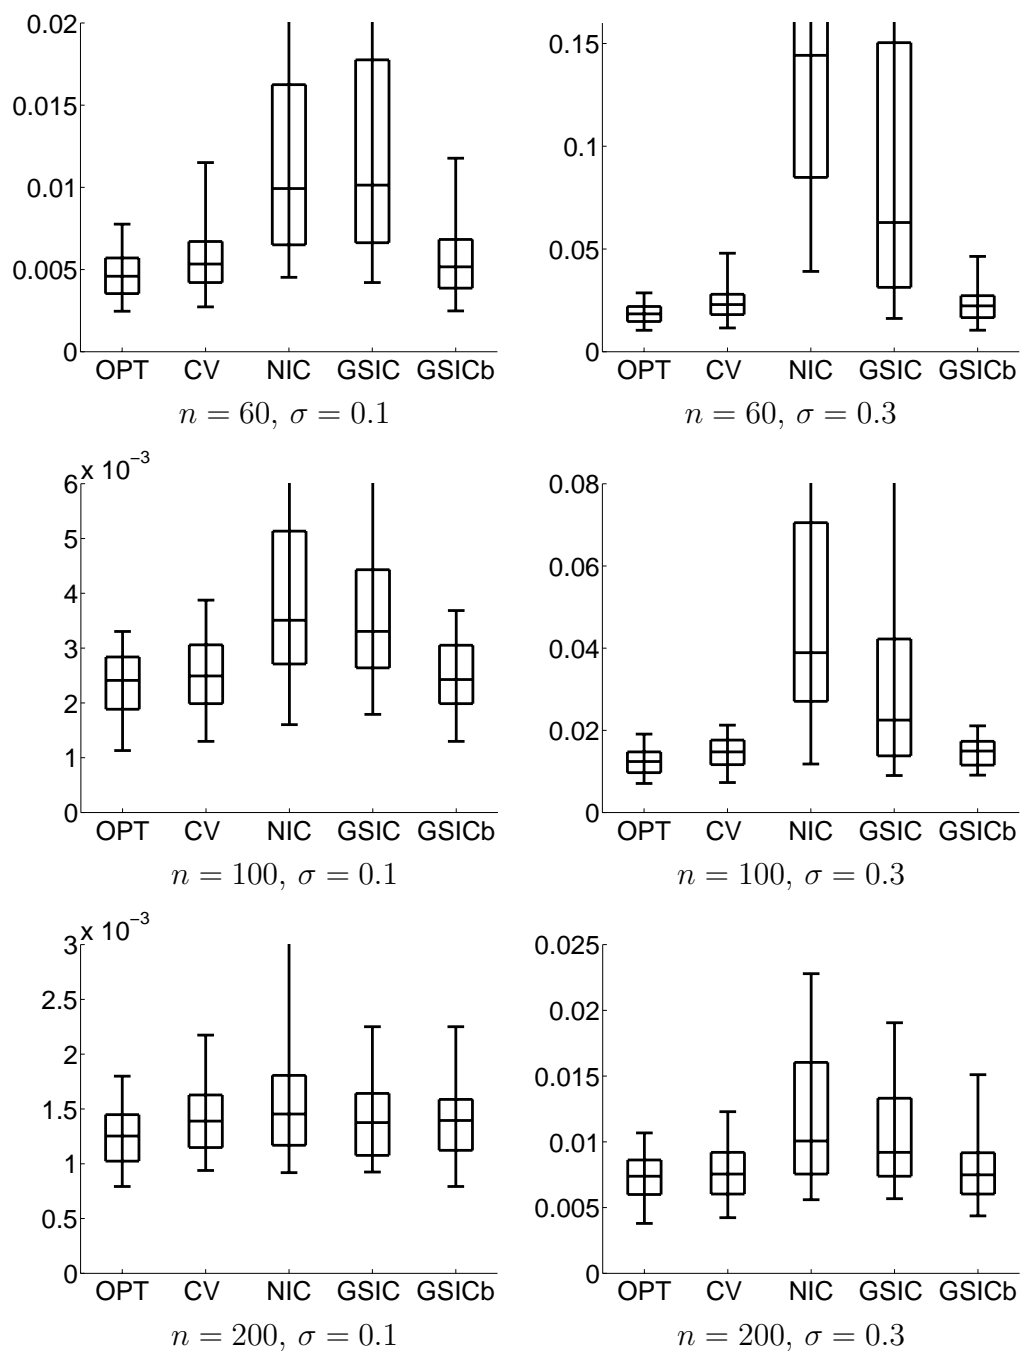 0.02
0.015
0.01
0.005
0
OPT CV NIC GSIC GSICb
n = 60, σ = 0.1
0.15
0.1
0.05
0
OPT CV NIC GSIC GSICb
n = 60, σ = 0.3
x 10⁻³
6
5
4
3
2
1
0
OPT CV NIC GSIC GSICb
n = 100, σ = 0.1
0.08
0.06
0.04
0.02
0
OPT CV NIC GSIC GSICb
n = 100, σ = 0.3
x 10⁻³
3
2.5
2
1.5
1
0.5
0
OPT CV NIC GSIC GSICb
n = 200, σ = 0.1
0.025
0.02
0.015
0.01
0.005
0
OPT CV NIC GSIC GSICb
n = 200, σ = 0.3